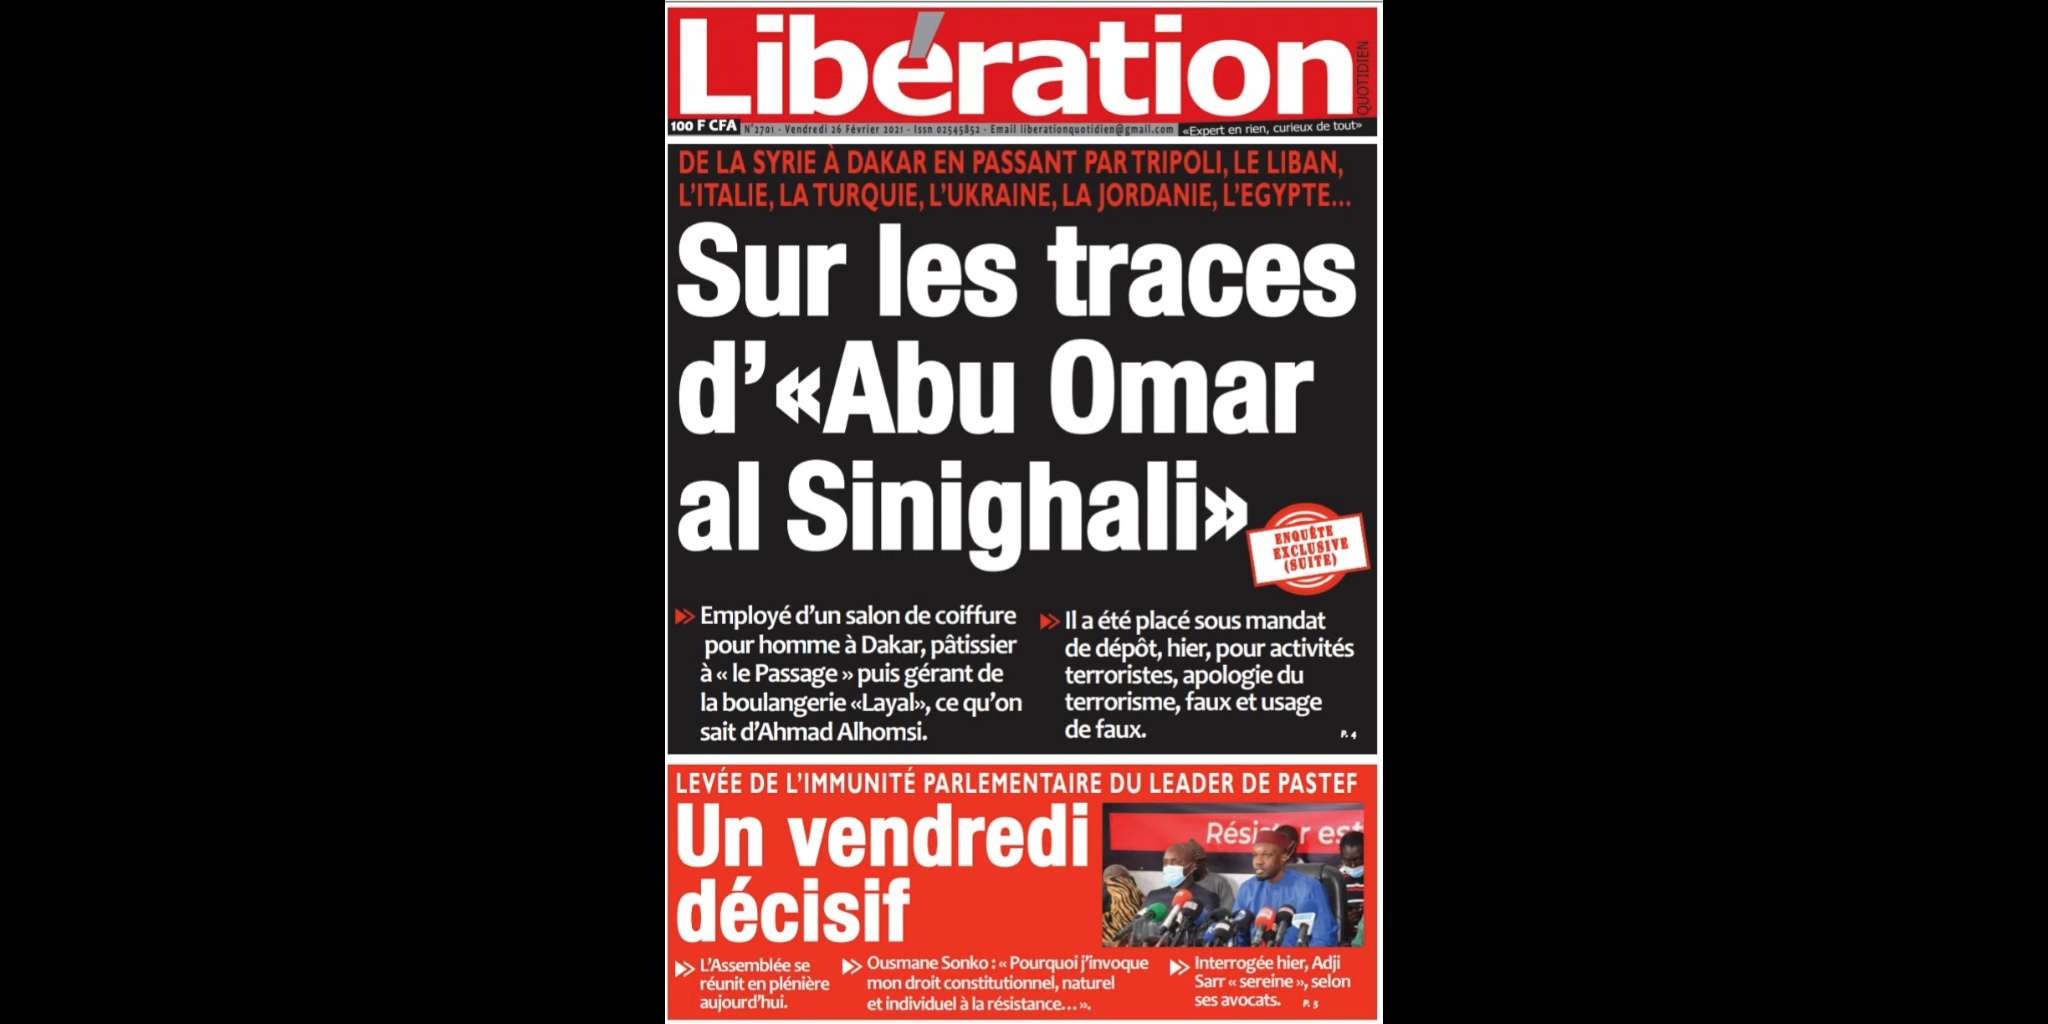 Libération
QUOTIDIEN
100 F CFA N°2701 - Vendredi 26 Février 2021 - Issn 02545852 - Email liberationquotidien@gmail.com «Expert en rien, curieux de tout»
DE LA SYRIE À DAKAR EN PASSANT PAR TRIPOLI, LE LIBAN,
L'ITALIE, LA TURQUIE, L'UKRAINE, LA JORDANIE, L'EGYPTE...
Sur les traces
d'«Abu Omar
al Sinighali»
ENQUÊTE
EXCLUSIVE
(SUITE)
Employé d'un salon de coiffure
pour homme à Dakar, pâtissier
à « le Passage » puis gérant de
la boulangerie «Layal», ce qu'on
sait d'Ahmad Alhomsi.
Il a été placé sous mandat
de dépôt, hier, pour activités
terroristes, apologie du
terrorisme, faux et usage
de faux.
P. 4
LEVÉE DE L'IMMUNITÉ PARLEMENTAIRE DU LEADER DE PASTEF
Un vendredi
décisif
Rési r est
L'Assemblée se
réunit en plénière
aujourd'hui.
Ousmane Sonko : « Pourquoi j'invoque
mon droit constitutionnel, naturel
et individuel à la résistance... ».
Interrogée hier, Adji
Sarr « sereine », selon
ses avocats. P. 5